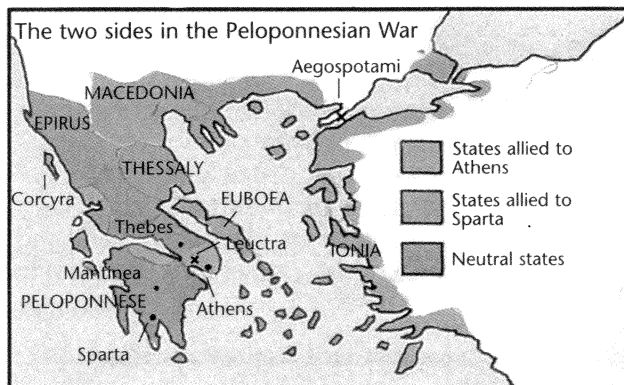 The two sides in the Peloponnesian War
Aegospotami
MACEDONIA
EPIRUS
THESSALY
States allied to
Athens
Corcyra
EUBOEA
States allied to
Sparta
Thebes
Leuctra
IONIA
Neutral states
Mantinea
PELOPONNESE
Athens
Sparta